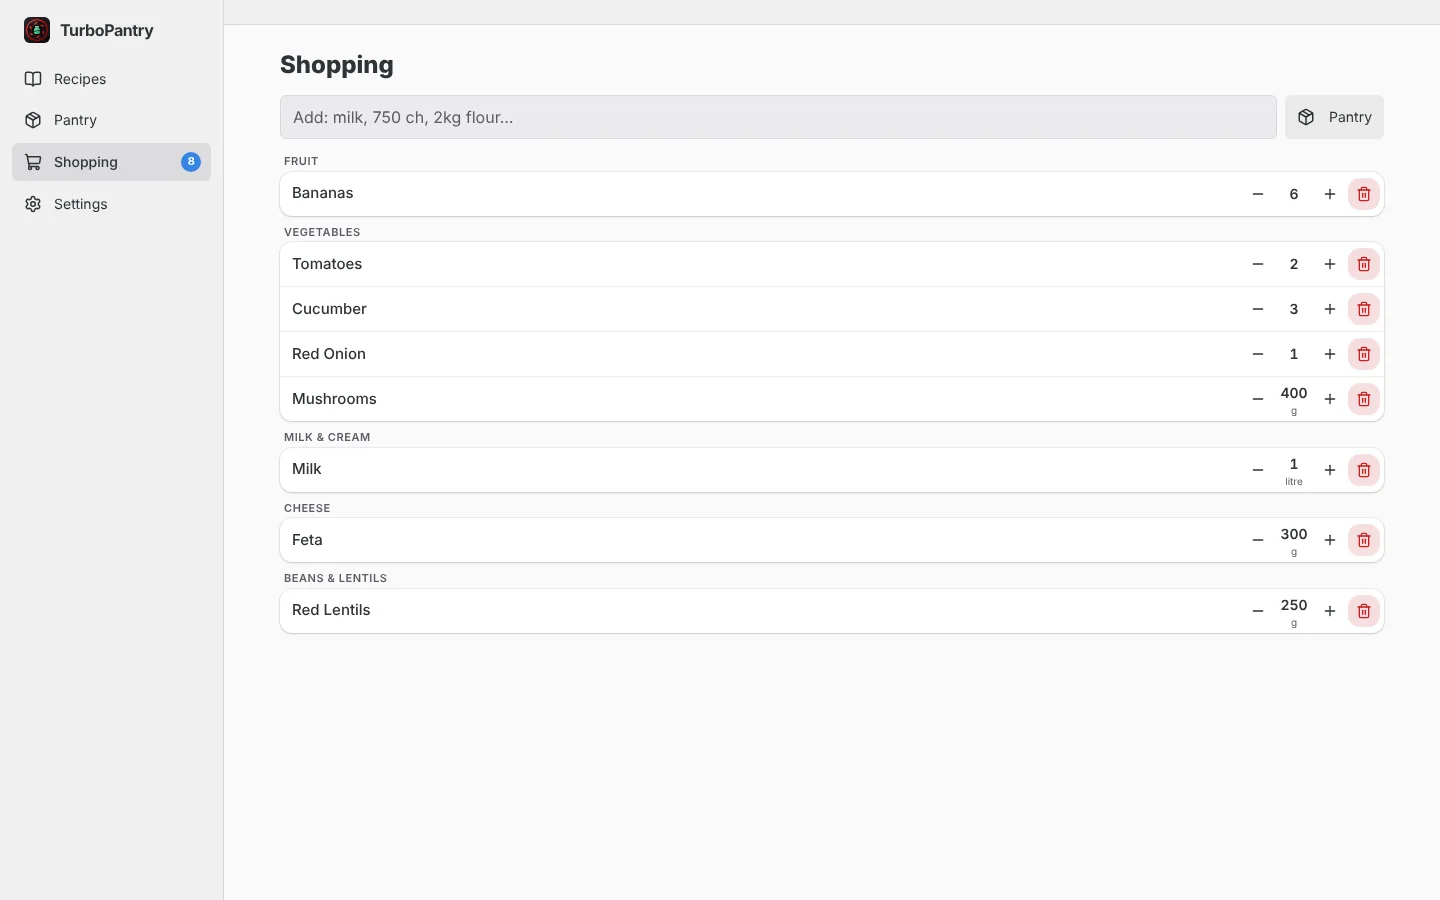 TurboPantry
Recipes
Pantry
Shopping 8
Settings
Shopping
Add: milk, 750 ch, 2kg flour...
Pantry
FRUIT
Bananas − 6 +
VEGETABLES
Tomatoes − 2 +
Cucumber − 3 +
Red Onion − 1 +
Mushrooms − 400 g +
MILK & CREAM
Milk − 1 litre +
CHEESE
Feta − 300 g +
BEANS & LENTILS
Red Lentils − 250 g +